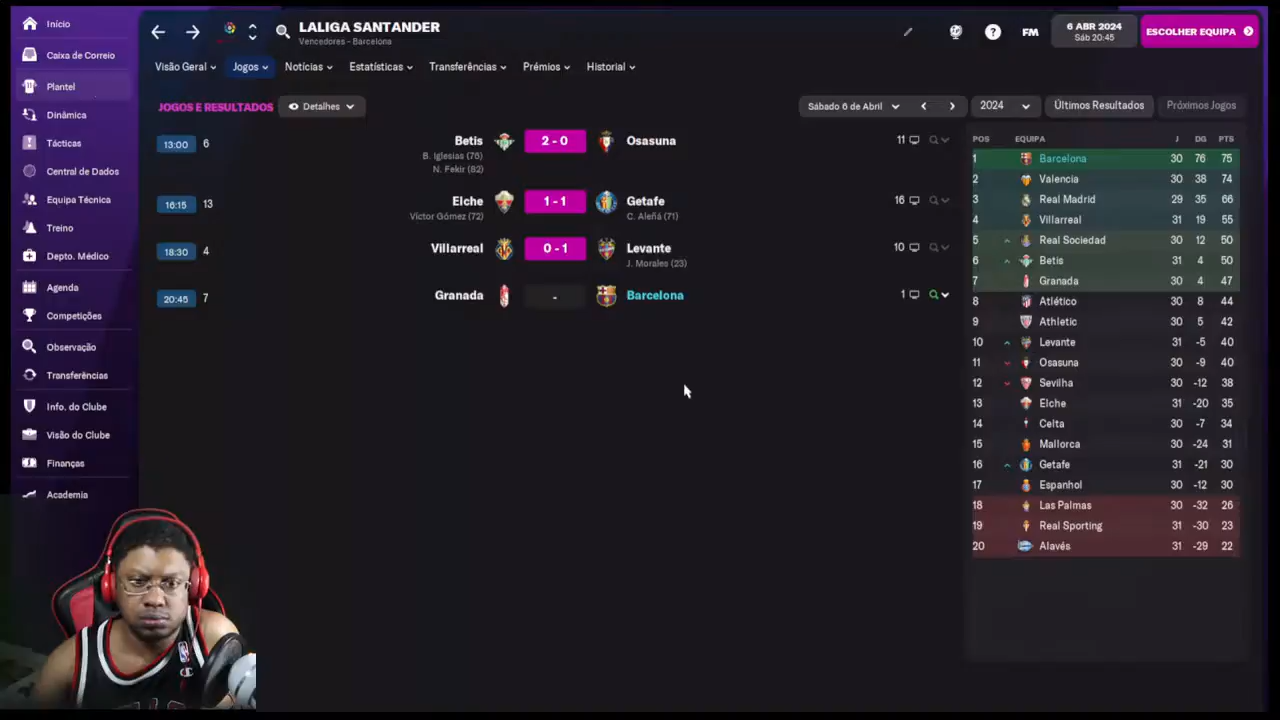 Início
Caixa de Correio
Plantel
Dinâmica
Tácticas
Central de Dados
Equipa Técnica
Treino
Depto. Médico
Agenda
Competições
Observação
Transferências
Info. do Clube
Visão do Clube
Finanças
Academia
LALIGA SANTANDER
Vencedores - Barcelona
? FM
6 ABR 2024
Sáb 20:45
ESCOLHER EQUIPA
Visão Geral Jogos Notícias Estatísticas Transferências Prémios Historial
JOGOS E RESULTADOS Detalhes Sábado 6 de Abril 2024 Últimos Resultados Próximos Jogos
13:00 6 Betis 2 - 0 Osasuna 11
B. Iglesias (76)
N. Fekir (82)
16:15 13 Elche 1 - 1 Getafe 16
Víctor Gómez (72) C. Aleñá (71)
18:30 4 Villarreal 0 - 1 Levante 10
J. Morales (23)
20:45 7 Granada - Barcelona 1
POS EQUIPA J DG PTS
1 Barcelona 30 76 75
2 Valencia 30 38 74
3 Real Madrid 29 35 66
4 Villarreal 31 19 55
5 Real Sociedad 30 12 50
6 Betis 31 4 50
7 Granada 30 4 47
8 Atlético 30 8 44
9 Athletic 30 5 42
10 Levante 31 -5 40
11 Osasuna 30 -9 40
12 Sevilha 30 -12 38
13 Elche 31 -20 35
14 Celta 30 -7 34
15 Mallorca 30 -24 31
16 Getafe 31 -21 30
17 Espanhol 30 -12 30
18 Las Palmas 30 -32 26
19 Real Sporting 31 -30 23
20 Alavés 31 -29 22